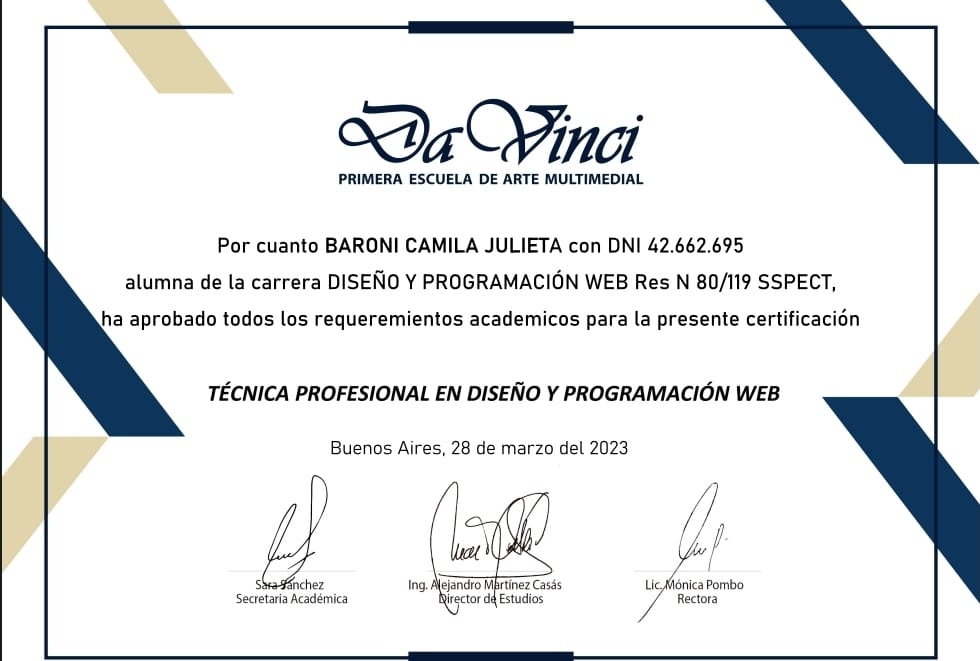 Da Vinci
PRIMERA ESCUELA DE ARTE MULTIMEDIAL
Por cuanto BARONI CAMILA JULIETA con DNI 42.662.695
alumna de la carrera DISEÑO Y PROGRAMACIÓN WEB Res N 80/119 SSPECT,
ha aprobado todos los requeremientos academicos para la presente certificación
TÉCNICA PROFESIONAL EN DISEÑO Y PROGRAMACIÓN WEB
Buenos Aires, 28 de marzo del 2023
Sara Sánchez
Secretaria Académica
Ing. Alejandro Martínez Casás
Director de Estudios
Lic. Mónica Pombo
Rectora